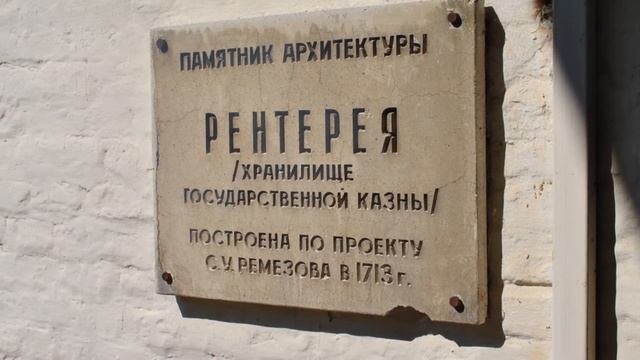 ПАМЯТНИК АРХИТЕКТУРЫ
РЕНТЕРЕЯ
/ХРАНИЛИЩЕ
ГОСУДАРСТВЕННОЙ КАЗНЫ/
ПОСТРОЕНА ПО ПРОЕКТУ
С.У. РЕМЕЗОВА В 1713 г.